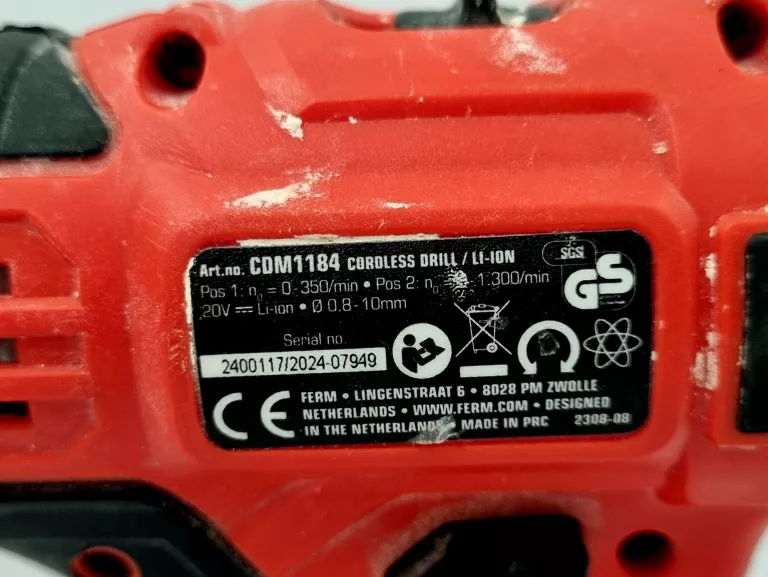 Art.no. CDM1184 CORDLESS DRILL / LI-ION
Pos 1: n₀ = 0-350/min • Pos 2: n₀ -1.300/min
20V ⎓ Li-ion • Ø 0.8-10mm
SGS
GS
Serial no.
2400117/2024-07949
CE
FERM • LINGENSTRAAT 6 • 8028 PM ZWOLLE
NETHERLANDS • WWW.FERM.COM • DESIGNED
IN THE NETHERLANDS MADE IN PRC 2308-08